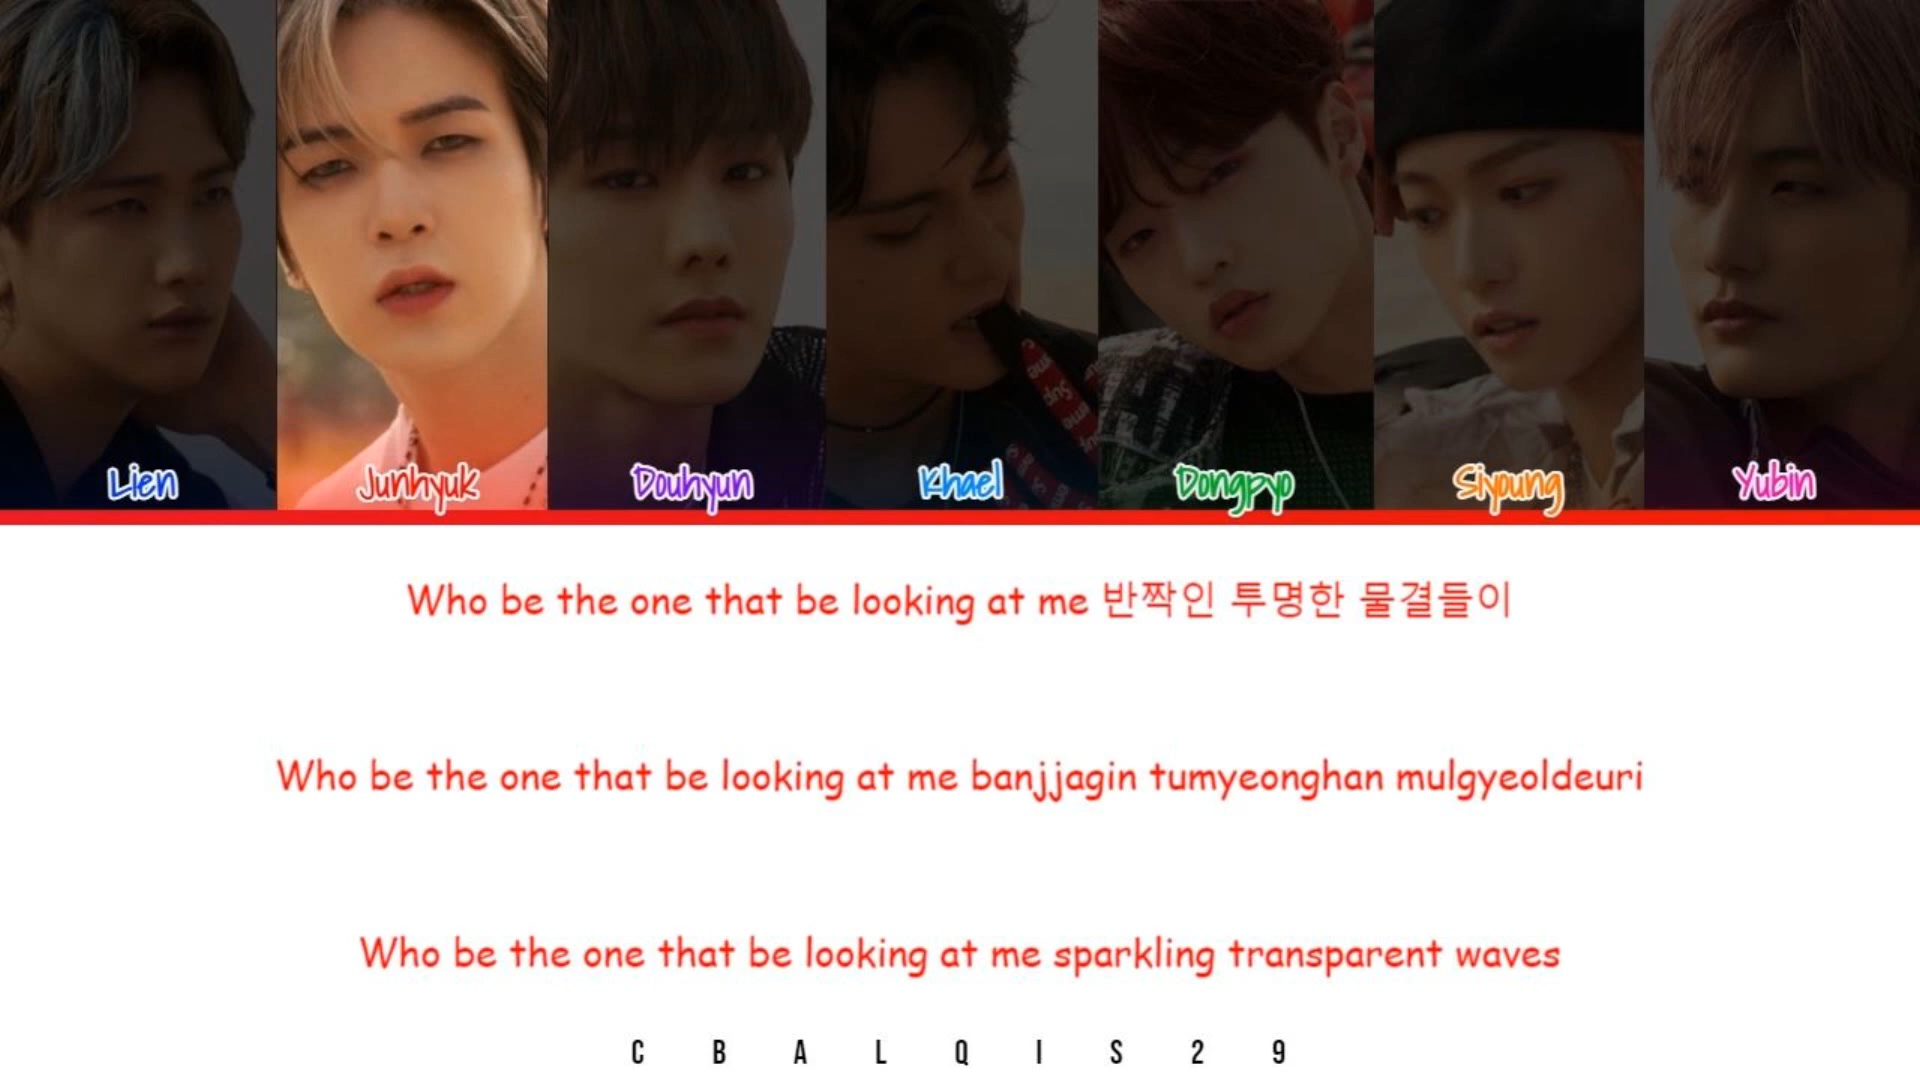 Lien Junhyuk Douhyun Khael Dongpyo Siyoung Yubin
Who be the one that be looking at me 반짝인 투명한 물결들이
Who be the one that be looking at me banjjagin tumyeonghan mulgyeoldeuri
Who be the one that be looking at me sparkling transparent waves
C B A L Q I S 2 9